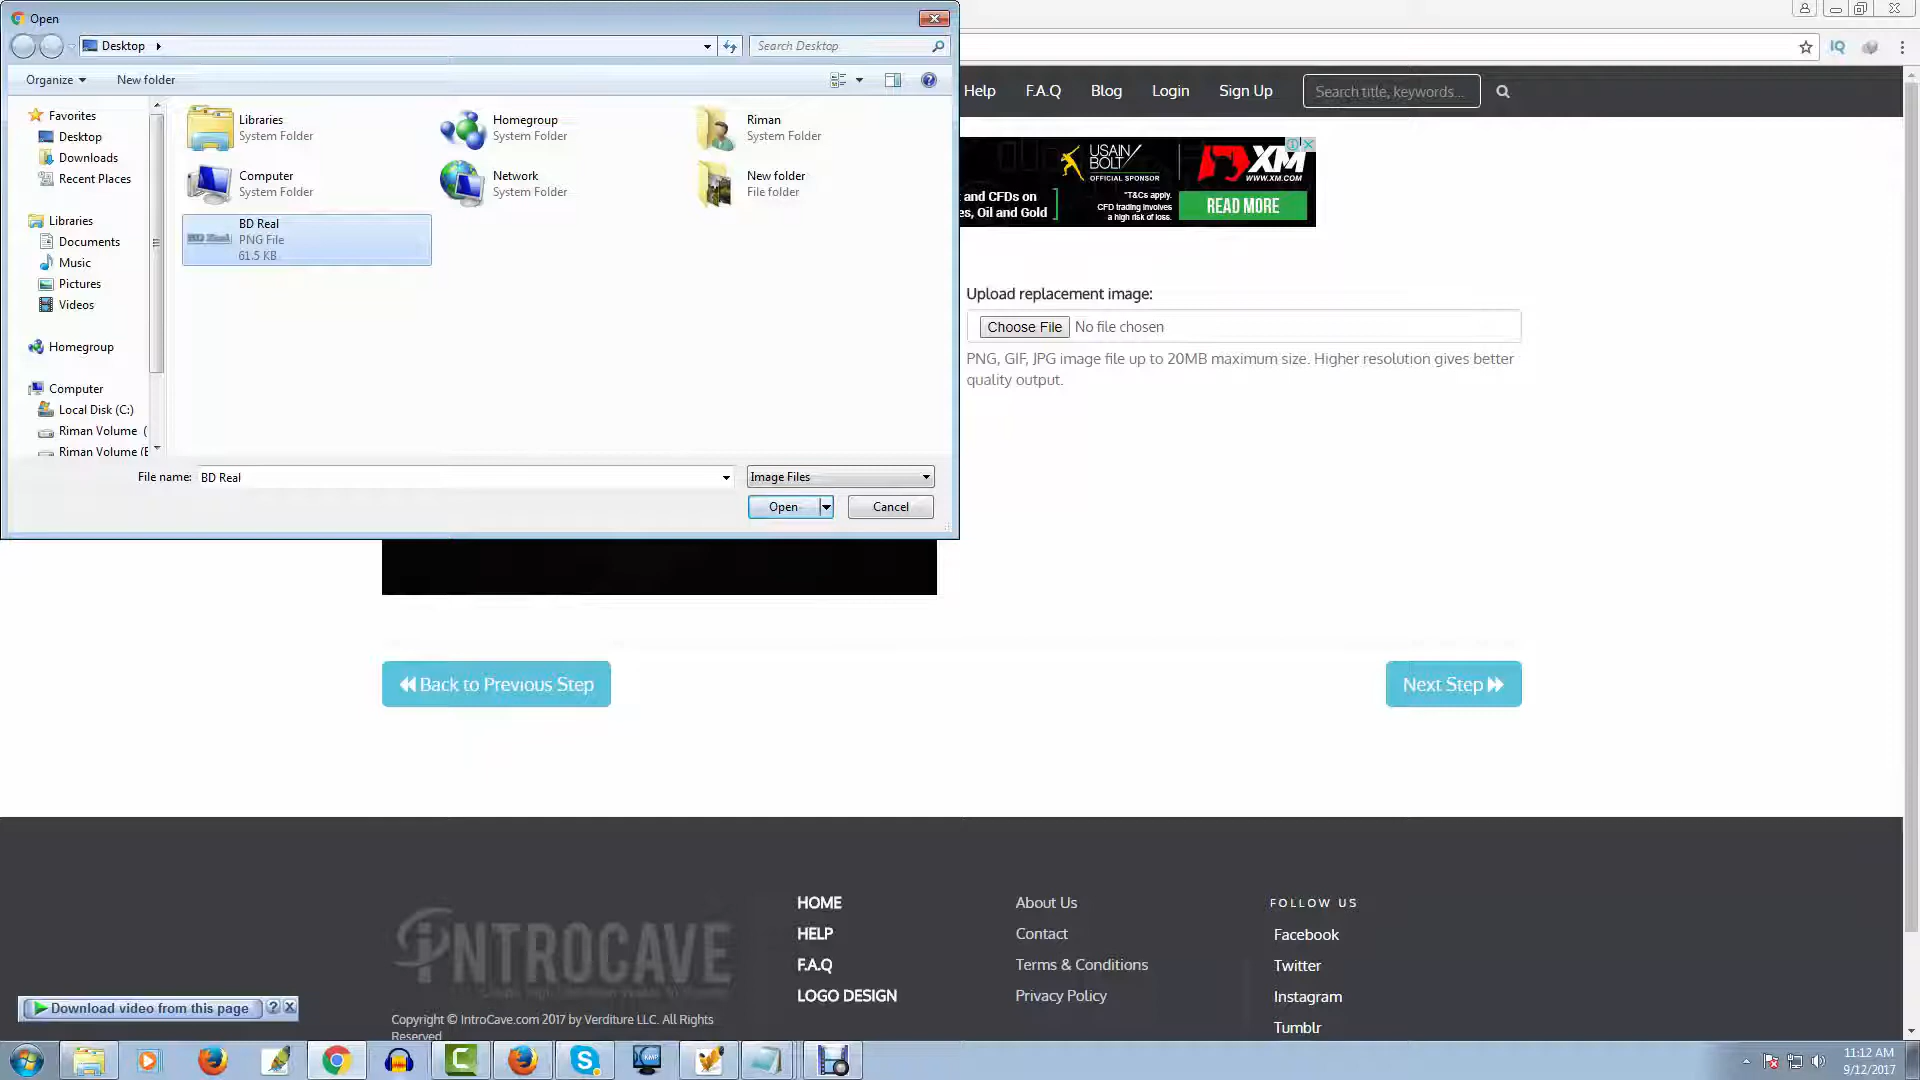 Open
Desktop
Search Desktop
Organize
New folder
Favorites
Desktop
Downloads
Recent Places
Libraries
Documents
Music
Pictures
Videos
Homegroup
Computer
Local Disk (C:)
Riman Volume (
Riman Volume (E
Libraries
System Folder
Homegroup
System Folder
Riman
System Folder
Computer
System Folder
Network
System Folder
New folder
File folder
BD Real
PNG File
61.5 KB
File name: BD Real
Image Files
Open
Cancel
Help
F.A.Q
Blog
Login
Sign Up
Search title, keywords...
USAIN
BOLT
OFFICIAL SPONSOR
XM
WWW.XM.COM
and CFDs on
es, Oil and Gold
*T&Cs apply.
CFD trading involves
a high risk of loss.
READ MORE
Upload replacement image:
Choose File No file chosen
PNG, GIF, JPG image file up to 20MB maximum size. Higher resolution gives better
quality output.
Back to Previous Step
Next Step
INTROCAVE
Copyright © IntroCave.com 2017 by Verditure LLC. All Rights
Reserved
HOME
HELP
F.A.Q
LOGO DESIGN
About Us
Contact
Terms & Conditions
Privacy Policy
FOLLOW US
Facebook
Twitter
Instagram
Tumblr
Download video from this page
11:12 AM
9/12/2017